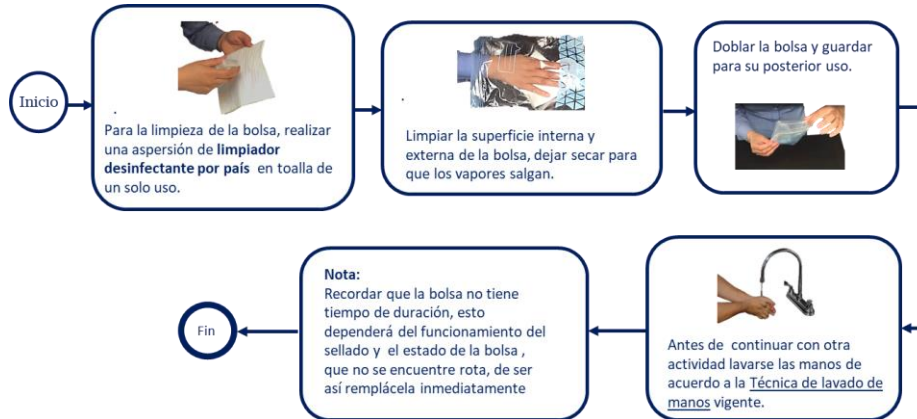 Inicio
Para la limpieza de la bolsa, realizar
una aspersión de limpiador
desinfectante por país en toalla de
un solo uso.
Limpiar la superficie interna y
externa de la bolsa, dejar secar para
que los vapores salgan.
Doblar la bolsa y guardar
para su posterior uso.
Antes de continuar con otra
actividad lavarse las manos de
acuerdo a la Técnica de lavado de
manos vigente.
Nota:
Recordar que la bolsa no tiene
tiempo de duración, esto
dependerá del funcionamiento del
sellado y el estado de la bolsa ,
que no se encuentre rota, de ser
así remplácela inmediatamente
Fin